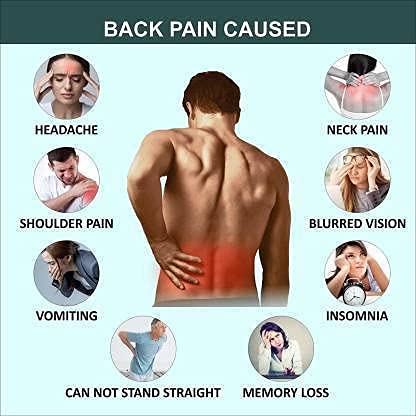 BACK PAIN CAUSED
HEADACHE
NECK PAIN
SHOULDER PAIN
BLURRED VISION
VOMITING
INSOMNIA
CAN NOT STAND STRAIGHT
MEMORY LOSS